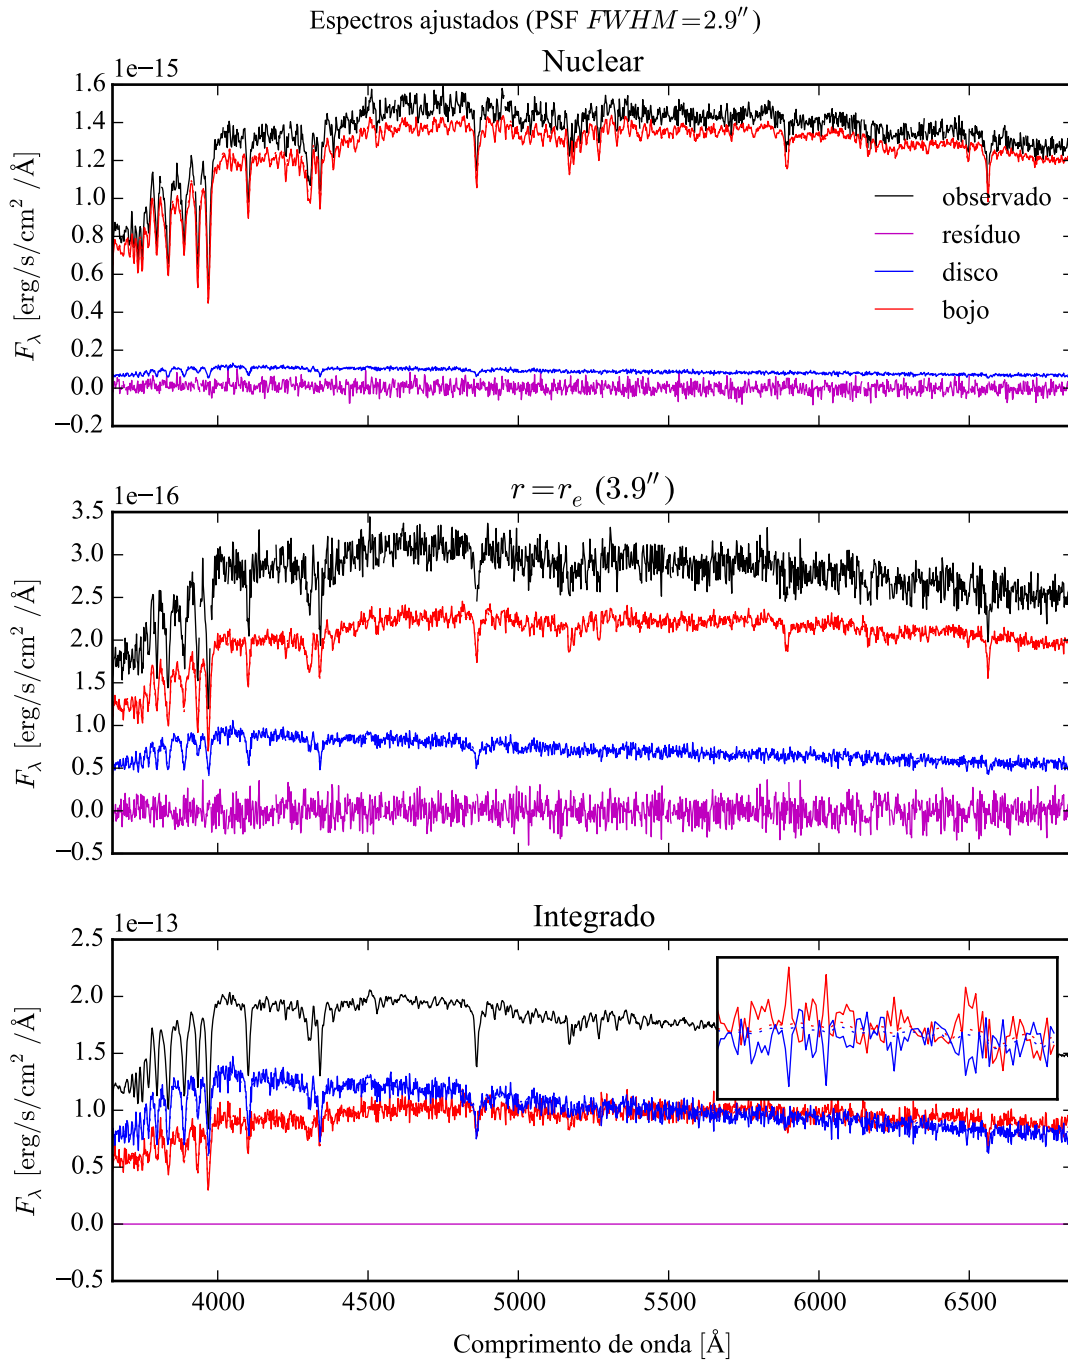 Espectros ajustados (PSF FWHM=2.9″)
Nuclear
1e−15
1.6
1.4
1.2
1.0
0.8
0.6
0.4
0.2
0.0
−0.2
F_λ [erg/s/cm² /Å]
observado
resíduo
disco
bojo
r=r_e (3.9″)
1e−16
3.5
3.0
2.5
2.0
1.5
1.0
0.5
0.0
−0.5
F_λ [erg/s/cm² /Å]
Integrado
1e−13
2.5
2.0
1.5
1.0
0.5
0.0
−0.5
F_λ [erg/s/cm² /Å]
4000 4500 5000 5500 6000 6500
Comprimento de onda [Å]